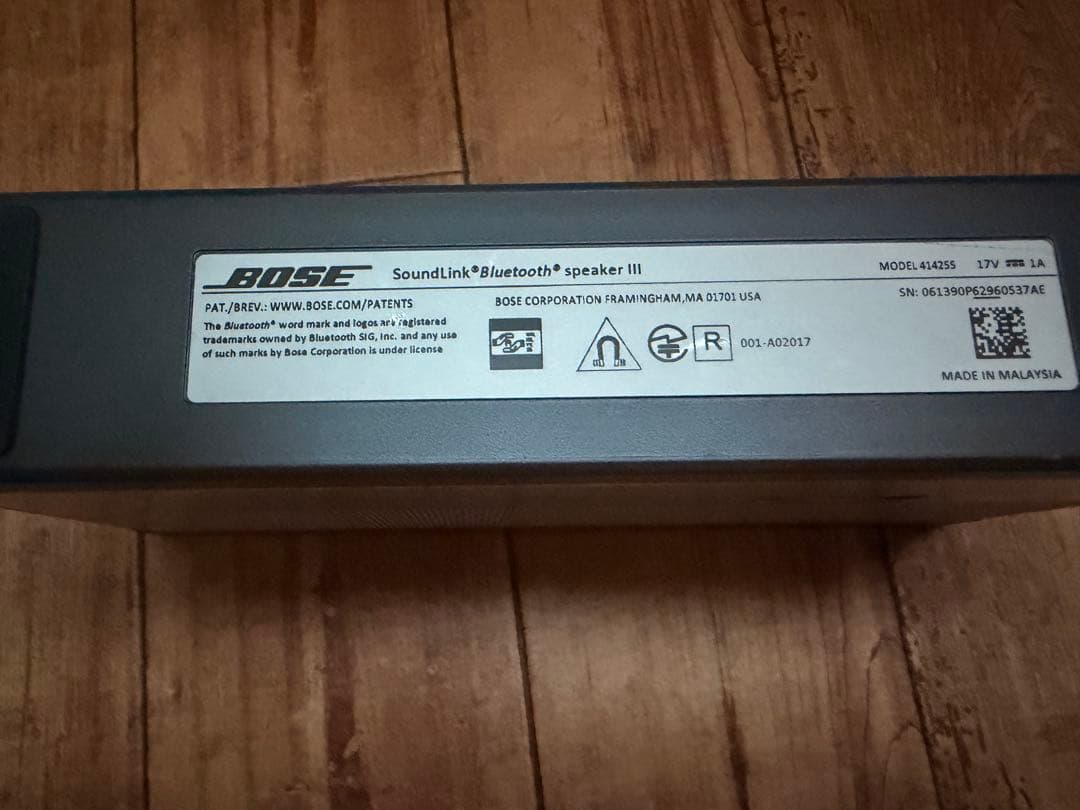 BOSE SoundLink® Bluetooth® speaker III
MODEL 414255 17V 1A
PAT./BREV.: WWW.BOSE.COM/PATENTS
BOSE CORPORATION FRAMINGHAM,MA 01701 USA
SN: 061390P62960537AE
The Bluetooth® word mark and logos are registered
trademarks owned by Bluetooth SIG, Inc. and any use
of such marks by Bose Corporation is under license
R 001-A02017
MADE IN MALAYSIA